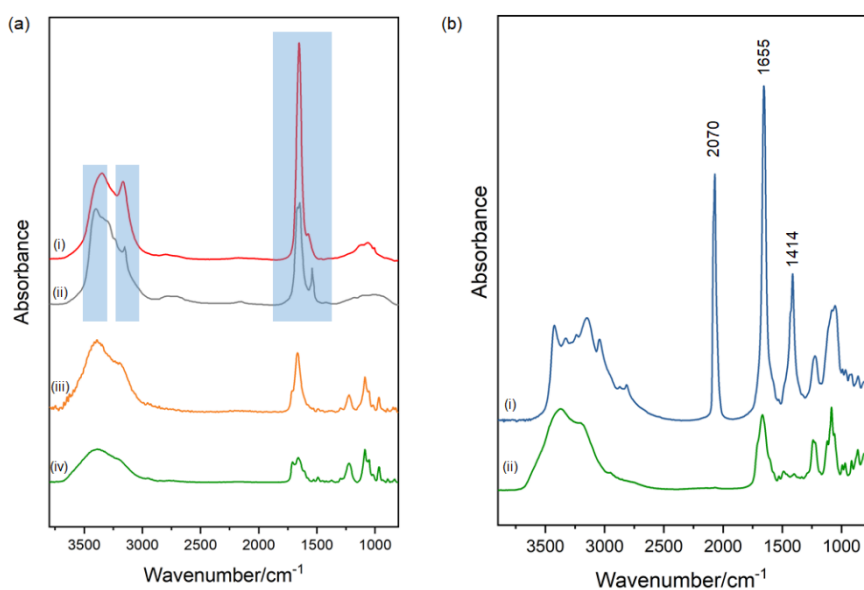 (a)
Absorbance
(i)
(ii)
(iii)
(iv)
3500 3000 2500 2000 1500 1000
Wavenumber/cm⁻¹
(b)
Absorbance
2070
1655
1414
(i)
(ii)
3500 3000 2500 2000 1500 1000
Wavenumber/cm⁻¹